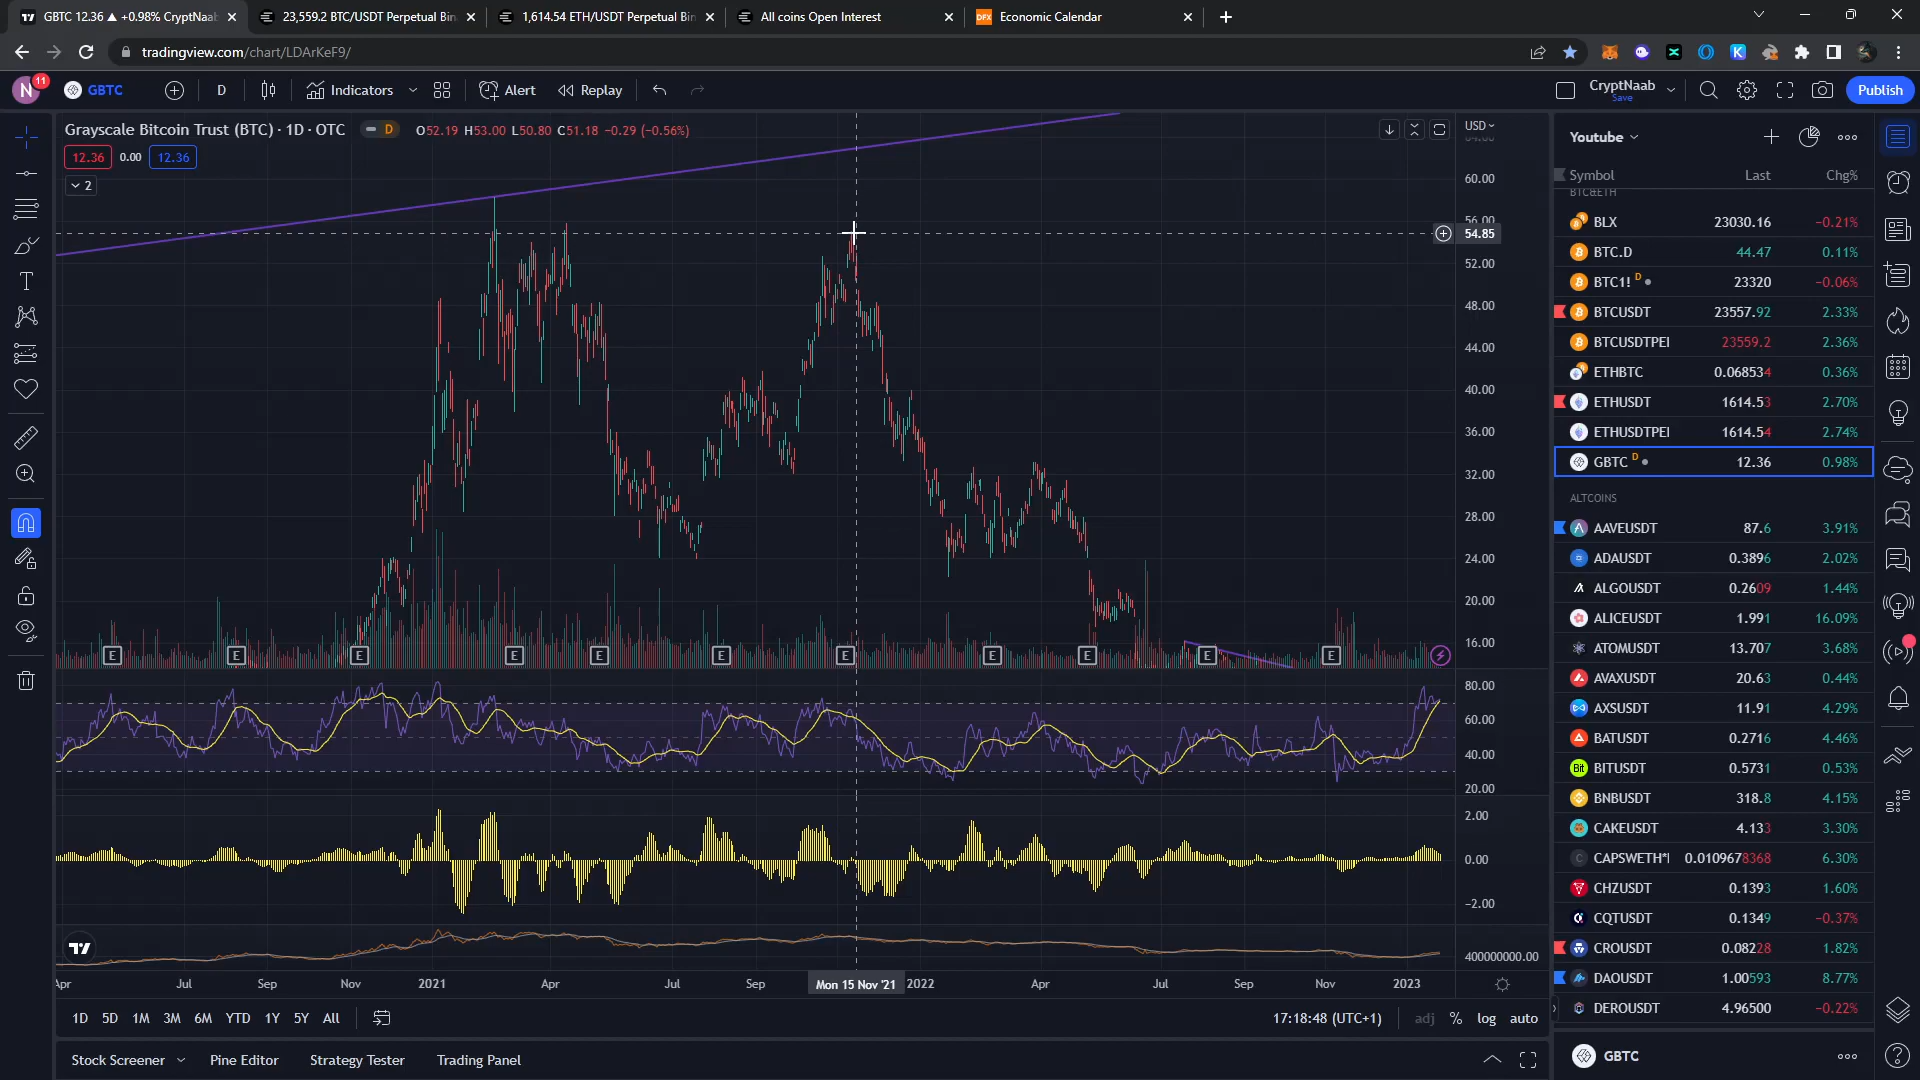 GBTC 12.36 ▲ +0.98% CryptNaab
23,559.2 BTC/USDT Perpetual Bin
1,614.54 ETH/USDT Perpetual Bin
All coins Open Interest
DFX Economic Calendar
tradingview.com/chart/LDArKeF9/
N 11 GBTC D Indicators Alert Replay CryptNaab Save Publish
Grayscale Bitcoin Trust (BTC) · 1D · OTC D O52.19 H53.00 L50.80 C51.18 −0.29 (−0.56%)
12.36 0.00 12.36
2
USD
60.00
56.00
54.85
52.00
48.00
44.00
40.00
36.00
32.00
28.00
24.00
20.00
16.00
E E E E E E E E E E E
80.00
60.00
40.00
20.00
2.00
0.00
−2.00
400000000.00
Apr Jul Sep Nov 2021 Apr Jul Sep Mon 15 Nov '21 2022 Apr Jul Sep Nov 2023
1D 5D 1M 3M 6M YTD 1Y 5Y All 17:18:48 (UTC+1) adj % log auto
Stock Screener Pine Editor Strategy Tester Trading Panel
Youtube
Symbol Last Chg%
BTC&ETH
BLX 23030.16 −0.21%
BTC.D 44.47 0.11%
BTC1! D 23320 −0.06%
BTCUSDT 23557.92 2.33%
BTCUSDTPEI 23559.2 2.36%
ETHBTC 0.068534 0.36%
ETHUSDT 1614.53 2.70%
ETHUSDTPEI 1614.54 2.74%
GBTC D 12.36 0.98%
ALTCOINS
AAVEUSDT 87.6 3.91%
ADAUSDT 0.3896 2.02%
ALGOUSDT 0.2609 1.44%
ALICEUSDT 1.991 16.09%
ATOMUSDT 13.707 3.68%
AVAXUSDT 20.63 0.44%
AXSUSDT 11.91 4.29%
BATUSDT 0.2716 4.46%
Bit BITUSDT 0.5731 0.53%
BNBUSDT 318.8 4.15%
CAKEUSDT 4.133 3.30%
C CAPSWETH*I 0.0109678368 6.30%
CHZUSDT 0.1393 1.60%
CQTUSDT 0.1349 −0.37%
CROUSDT 0.08228 1.82%
DAOUSDT 1.00593 8.77%
DEROUSDT 4.96500 −0.22%
GBTC